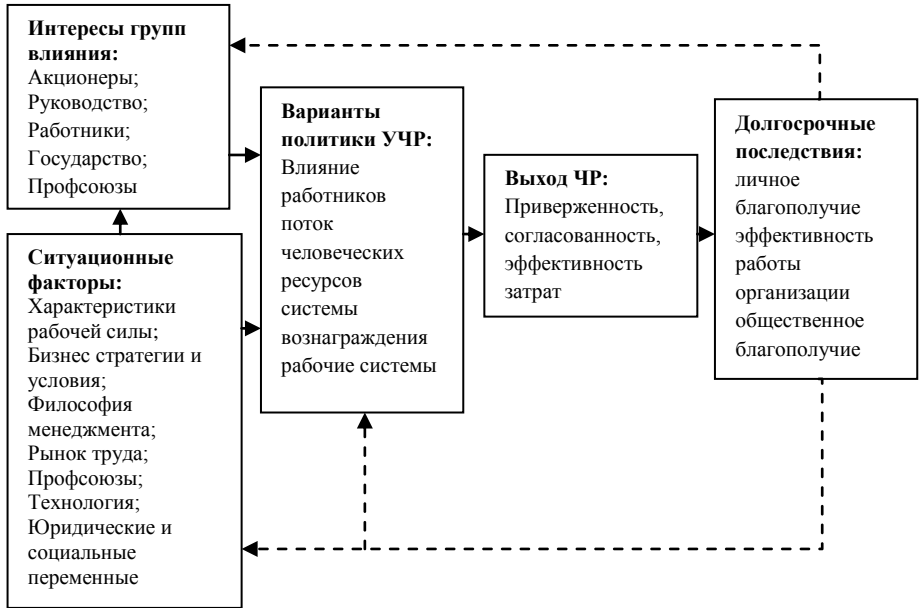 Интересы групп
влияния:
Акционеры;
Руководство;
Работники;
Государство;
Профсоюзы
Ситуационные
факторы:
Характеристики
рабочей силы;
Бизнес стратегии и
условия;
Философия
менеджмента;
Рынок труда;
Профсоюзы;
Технология;
Юридические и
социальные
переменные
Варианты
политики УЧР:
Влияние
работников
поток
человеческих
ресурсов
системы
вознаграждения
рабочие системы
Выход ЧР:
Приверженность,
согласованность,
эффективность
затрат
Долгосрочные
последствия:
личное
благополучие
эффективность
работы
организации
общественное
благополучие